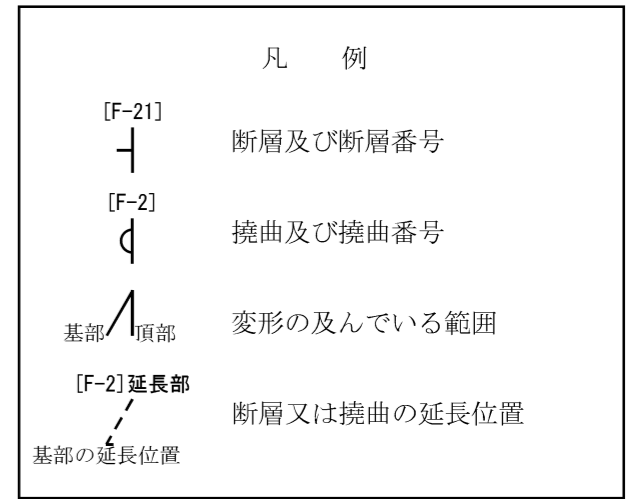 凡　例
[F-21]
断層及び断層番号
[F-2]
撓曲及び撓曲番号
基部 頂部
変形の及んでいる範囲
[F-2]延長部
断層又は撓曲の延長位置
基部の延長位置